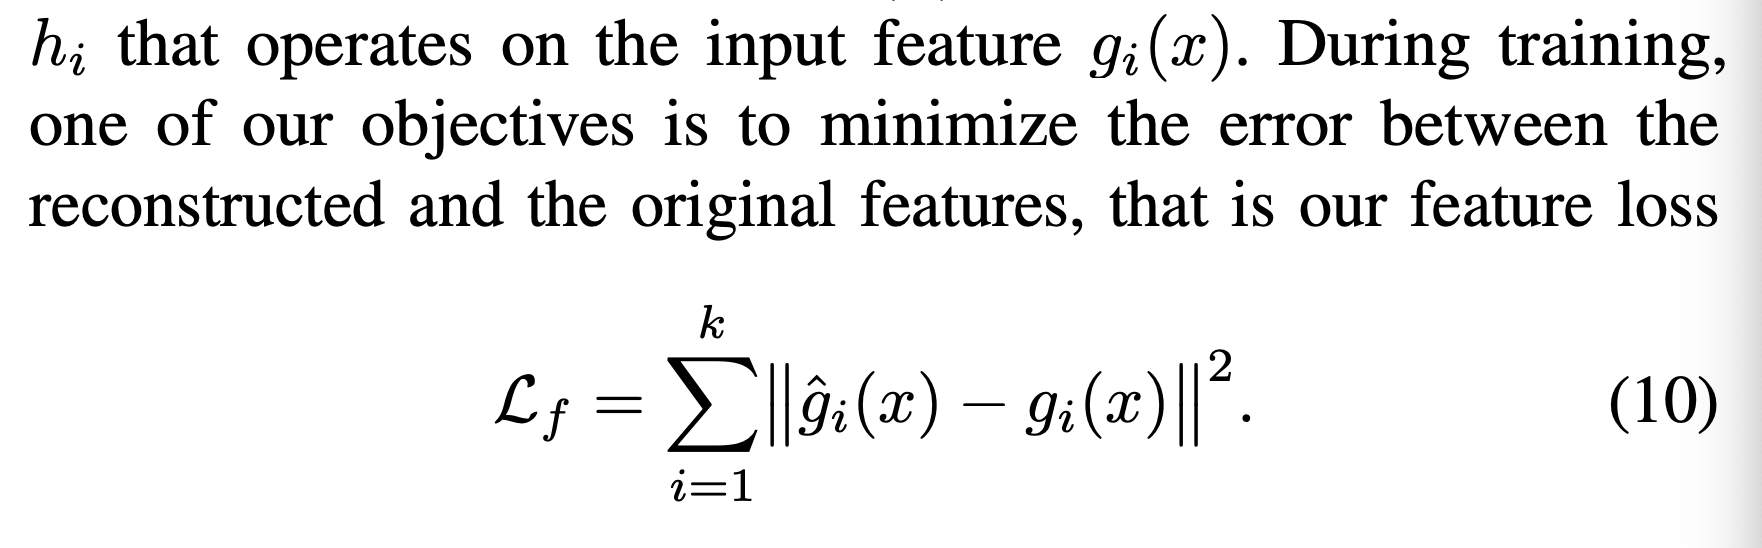 h_i that operates on the input feature g_i(x). During training,
one of our objectives is to minimize the error between the
reconstructed and the original features, that is our feature loss
\mathcal{L}_f = \sum_{i=1}^{k} \left\| \hat{g}_i(x) - g_i(x) \right\|^2. (10)